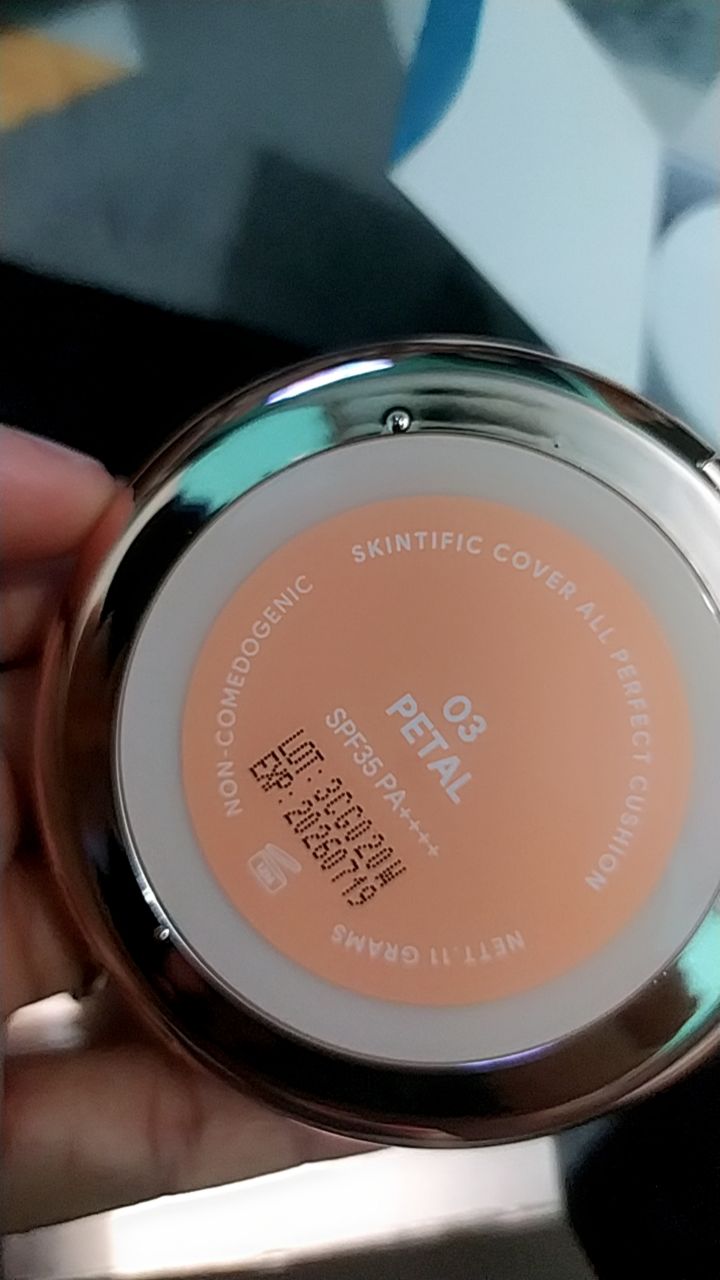 SKINTIFIC COVER ALL PERFECT CUSHION
NON-COMEDOGENIC
03
PETAL
SPF35 PA++++
LOT: 3CG020W
EXP: 20260719
NETT.11 GRAMS